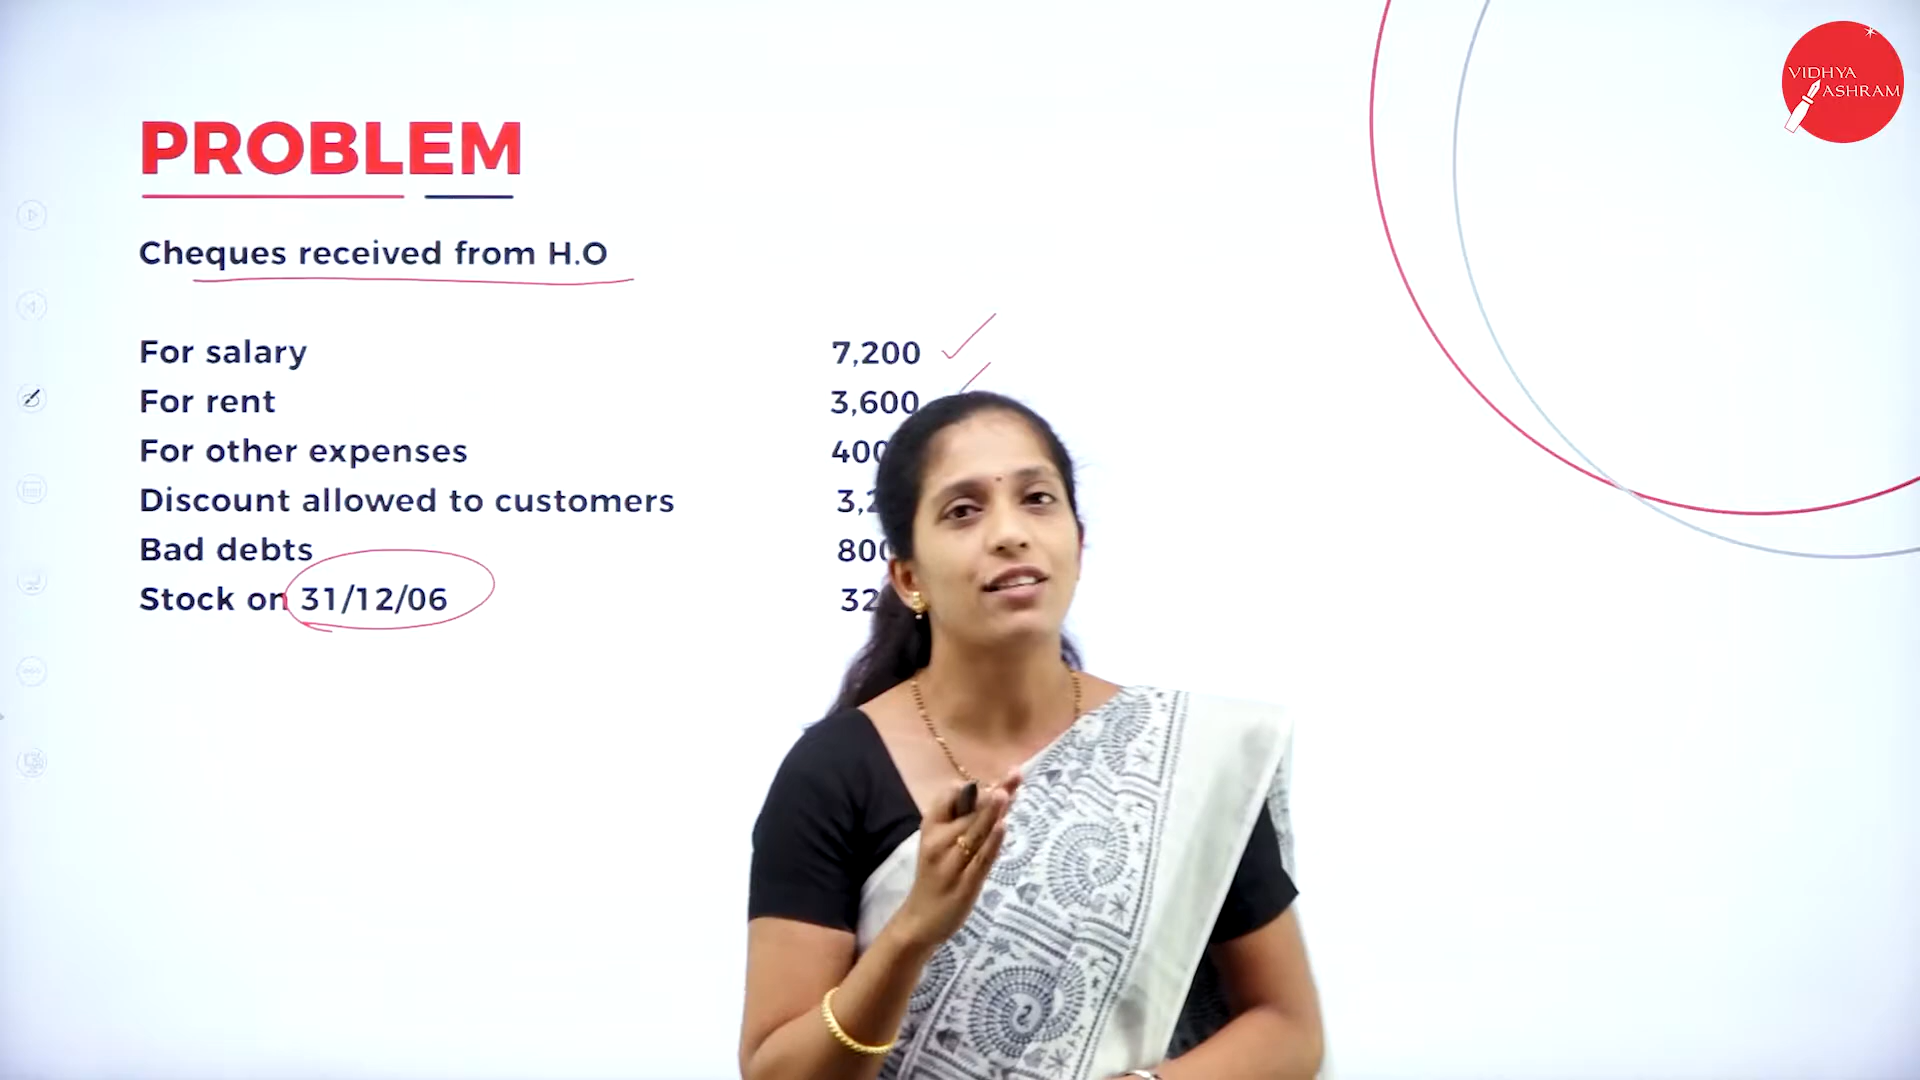 VIDHYA
ASHRAM
PROBLEM
Cheques received from H.O
For salary 7,200
For rent 3,600
For other expenses
Discount allowed to customers
Bad debts
Stock on 31/12/06